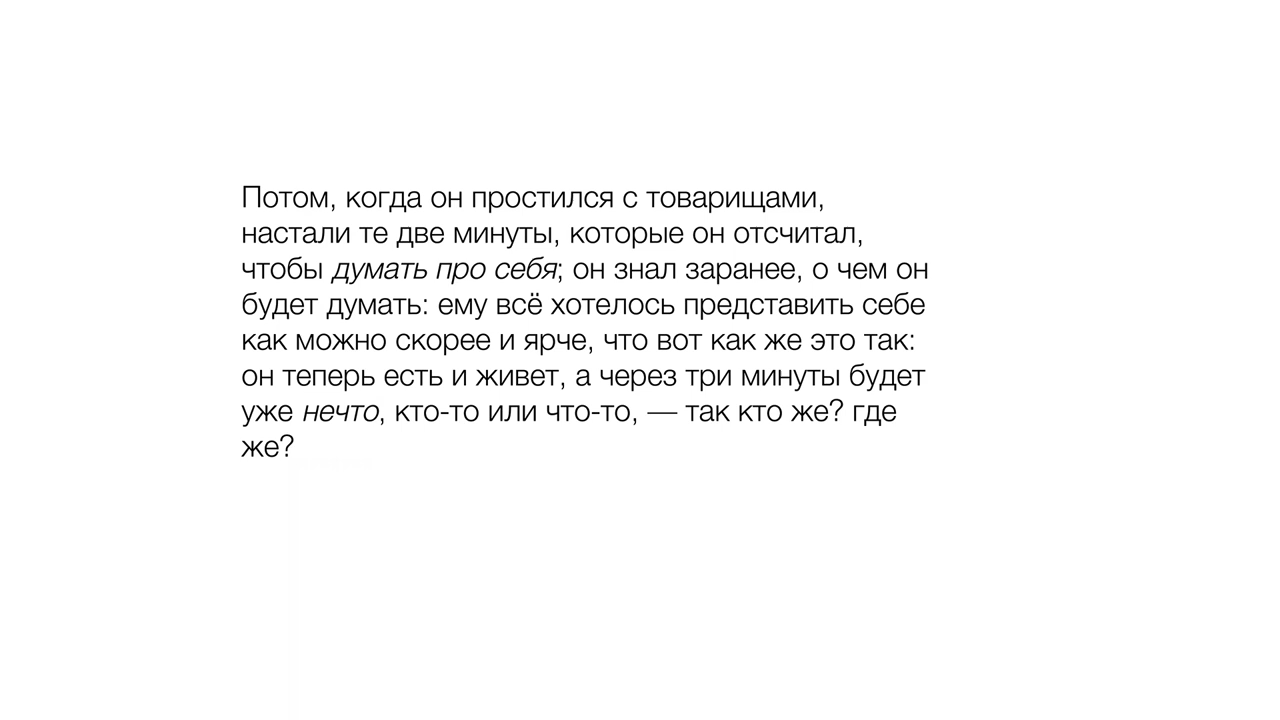 Потом, когда он простился с товарищами,
настали те две минуты, которые он отсчитал,
чтобы думать про себя; он знал заранее, о чем он
будет думать: ему всё хотелось представить себе
как можно скорее и ярче, что вот как же это так:
он теперь есть и живет, а через три минуты будет
уже нечто, кто-то или что-то, — так кто же? где
же?